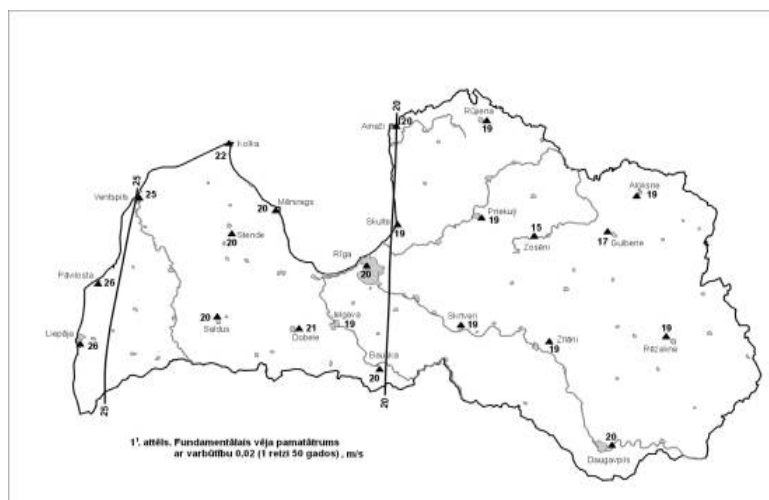 20
Ainaži
20
Rūjiena
19
Kolka
22
25
Ventspils
25
Alūksne
19
Mērsrags
20
Priekuļi
19
Skulte
19
Stende
20
15
Zosēni
17
Gulbene
Rīga
20
Pāvilosta
26
Saldus
20
Dobele
21
Jelgava
19
Skrīveri
19
Zīlāni
19
Rēzekne
Liepāja
26
Bauska
20
25
20
20
Daugavpils
1¹. attēls. Fundamentālais vēja pamatātrums
ar varbūtību 0,02 (1 reizi 50 gados) , m/s